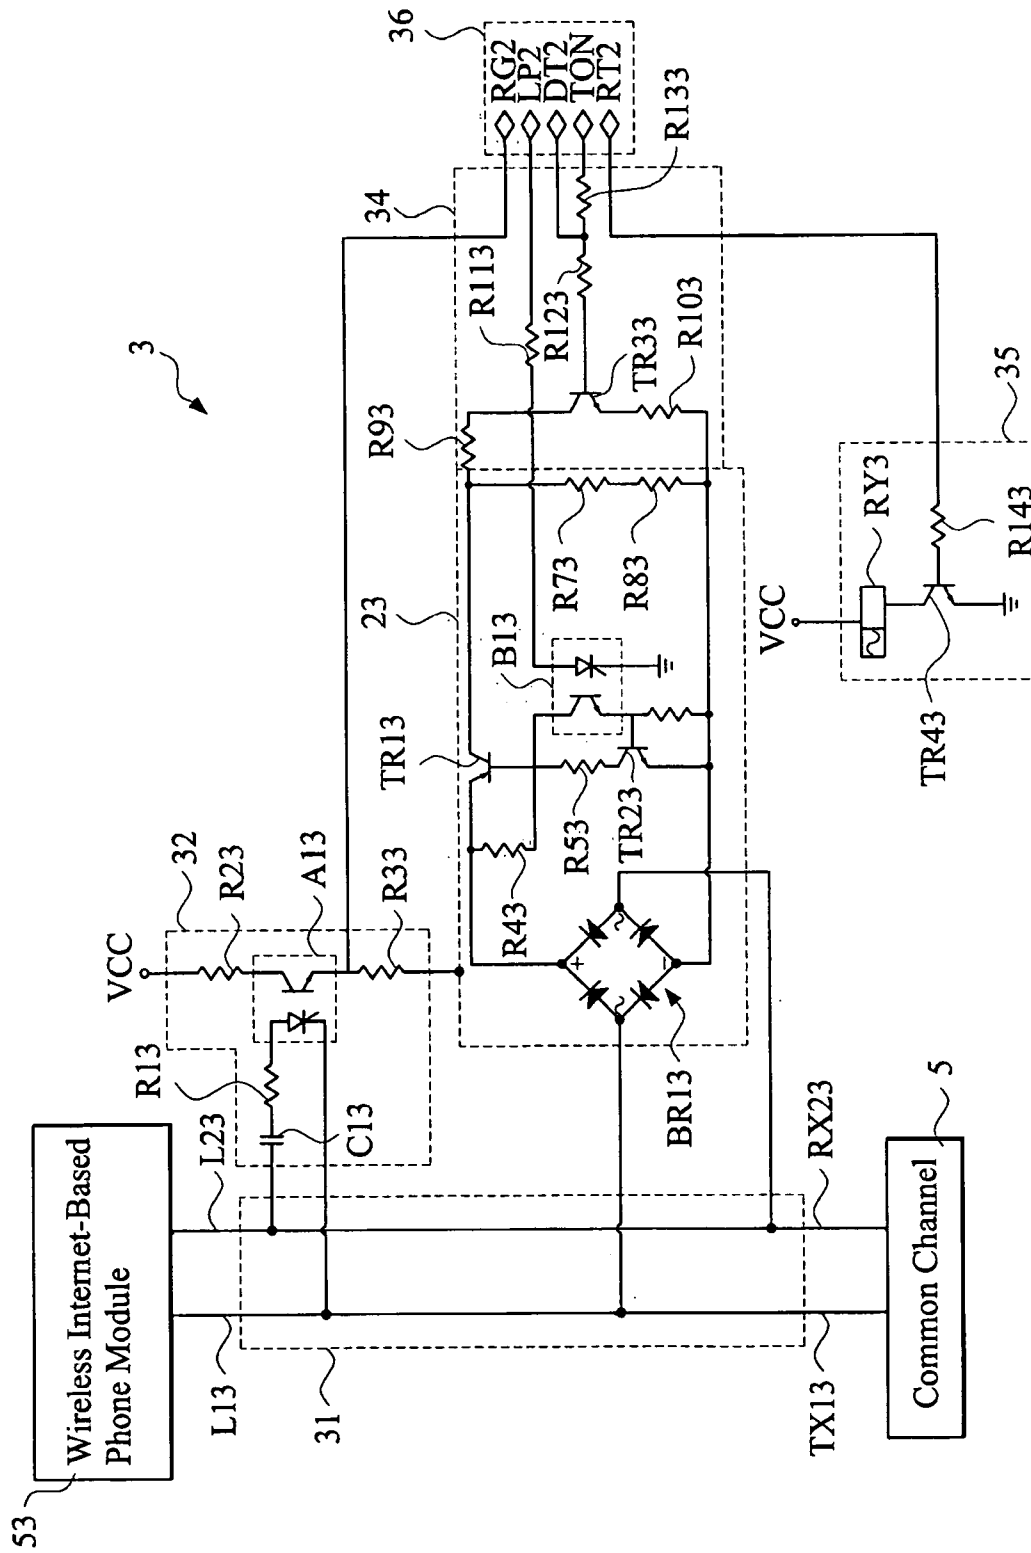 3
36
RG2
LP2
DT2
TON
RT2
R133
34
R113
R123
TR33
R103
R93
35
RY3
R143
VCC
TR43
23
B13
R73
R83
TR13
R53
TR23
R43
32
R23
A13
R33
VCC
R13
C13
+
−
BR13
L23
L13
31
RX23
TX13
53
Wireless Internet-Based
Phone Module
5
Common Channel